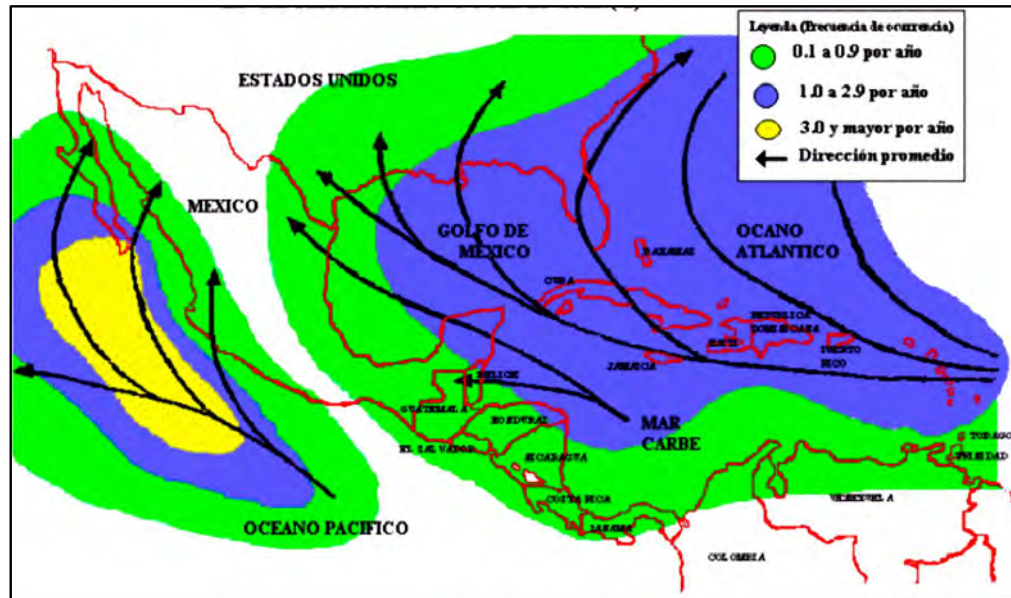 Leyenda (Frecuencia de ocurrencia)
0.1 a 0.9 por año
1.0 a 2.9 por año
3.0 y mayor por año
Dirección promedio
ESTADOS UNIDOS
MEXICO
GOLFO DE
MEXICO
OCANO
ATLANTICO
BAHAMAS
CUBA
REPUBLICA
DOMINICANA
HAITI
PUERTO
RICO
JAMAICA
BELICE
GUATEMALA
HONDURAS
MAR
CARBE
EL SALVADOR
NICARAGUA
TODAGO
TRINIDAD
COSTA RICA
VENEZUELA
OCEANO PACIFICO
PANAMA
COLOMBIA